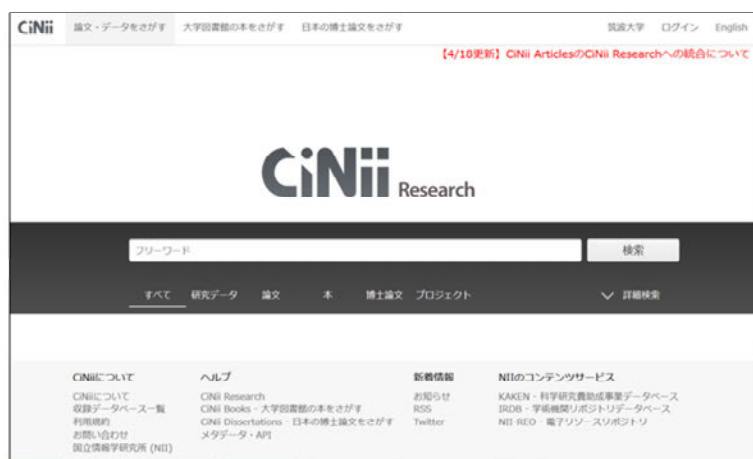 CiNii 論文・データをさがす 大学図書館の本をさがす 日本の博士論文をさがす 筑波大学 ログイン English
【4/18更新】CiNii ArticlesのCiNii Researchへの統合について
CiNii Research
フリーワード 検索
すべて 研究データ 論文 本 博士論文 プロジェクト 詳細検索
CiNiiについて ヘルプ 新着情報 NIIのコンテンツサービス
CiNiiについて CiNii Research お知らせ KAKEN - 科学研究費助成事業データベース
収録データベース一覧 CiNii Books - 大学図書館の本をさがす RSS IRDB - 学術機関リポジトリデータベース
利用規約 CiNii Dissertations - 日本の博士論文をさがす Twitter NII-REO - 電子リソースリポジトリ
お問い合わせ メタデータ・API
国立情報学研究所 (NII)